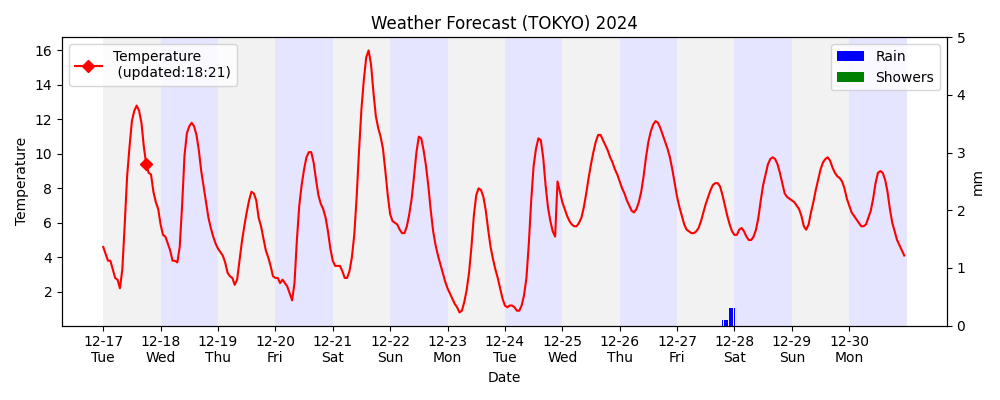 Weather Forecast (TOKYO) 2024
Temperature
(updated:18:21)
Rain
Showers
Temperature
16
14
12
10
8
6
4
2
5
4
3
2
1
0
mm
12-17 12-18 12-19 12-20 12-21 12-22 12-23 12-24 12-25 12-26 12-27 12-28 12-29 12-30
Tue Wed Thu Fri Sat Sun Mon Tue Wed Thu Fri Sat Sun Mon
Date